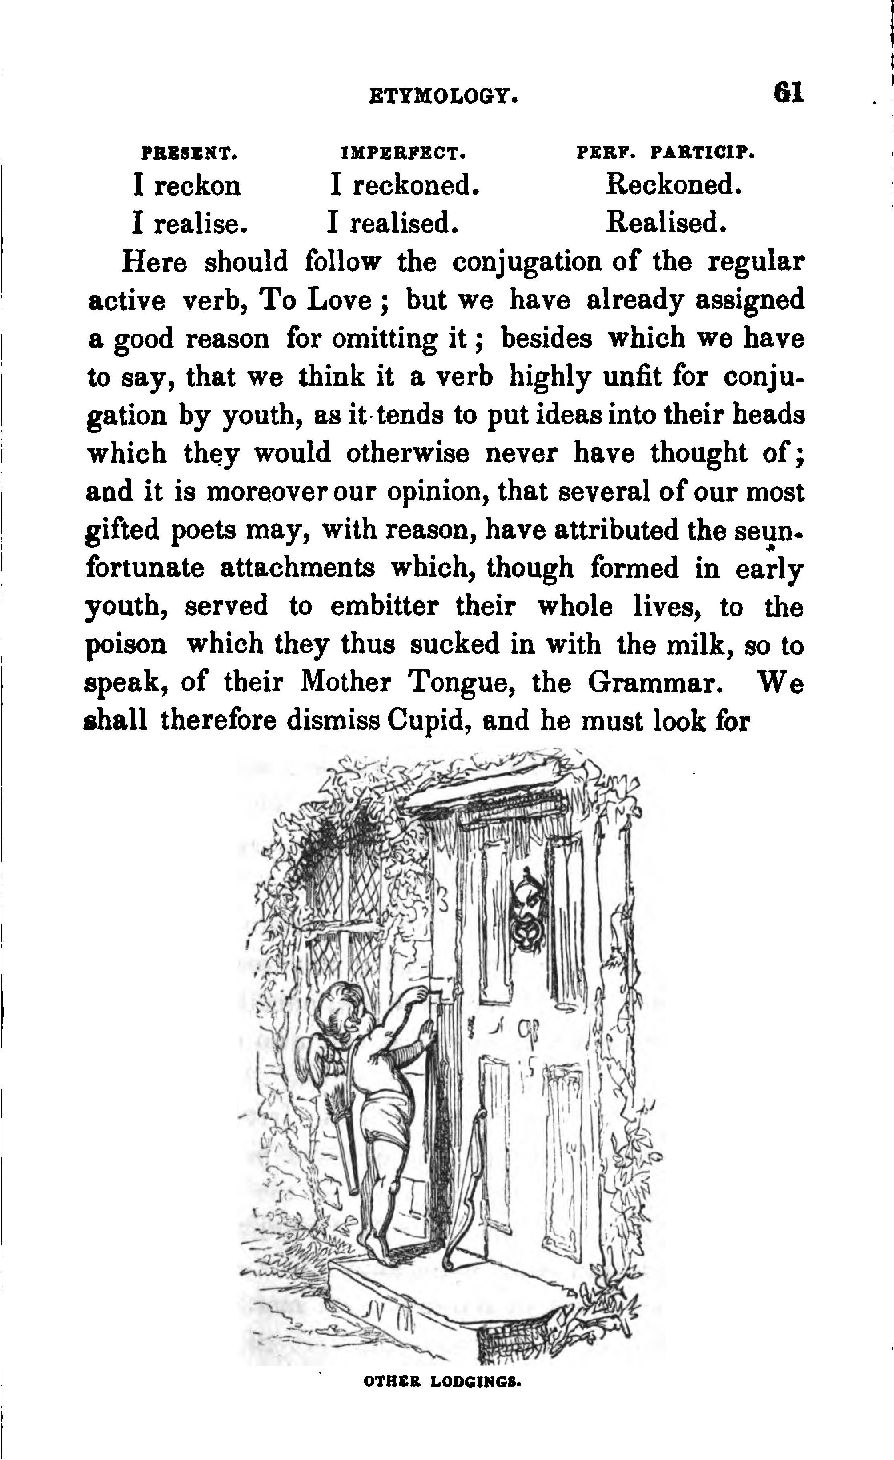 ETYMOLOGY. 61
PRESENT. IMPERFECT. PERF. PARTICIP.
I reckon I reckoned. Reckoned.
I realise. I realised. Realised.
Here should follow the conjugation of the regular
active verb, To Love ; but we have already assigned
a good reason for omitting it ; besides which we have
to say, that we think it a verb highly unfit for conju-
gation by youth, as it tends to put ideas into their heads
which they would otherwise never have thought of ;
and it is moreover our opinion, that several of our most
gifted poets may, with reason, have attributed the seun-
fortunate attachments which, though formed in early
youth, served to embitter their whole lives, to the
poison which they thus sucked in with the milk, so to
speak, of their Mother Tongue, the Grammar. We
shall therefore dismiss Cupid, and he must look for
OTHER LODGINGS.